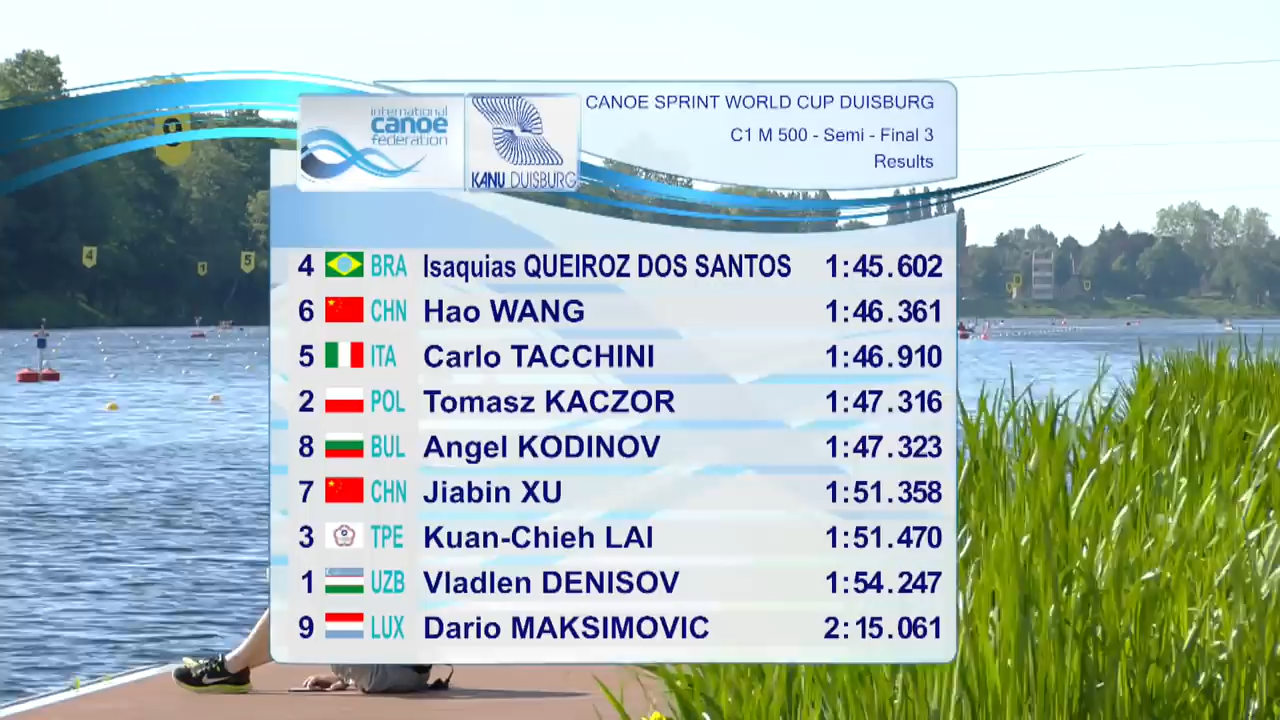 international
canoe
federation
KANU DUISBURG
CANOE SPRINT WORLD CUP DUISBURG
C1 M 500 - Semi - Final 3
Results
4 BRA Isaquias QUEIROZ DOS SANTOS 1:45.602
6 CHN Hao WANG 1:46.361
5 ITA Carlo TACCHINI 1:46.910
2 POL Tomasz KACZOR 1:47.316
8 BUL Angel KODINOV 1:47.323
7 CHN Jiabin XU 1:51.358
3 TPE Kuan-Chieh LAI 1:51.470
1 UZB Vladlen DENISOV 1:54.247
9 LUX Dario MAKSIMOVIC 2:15.061
4
1
5